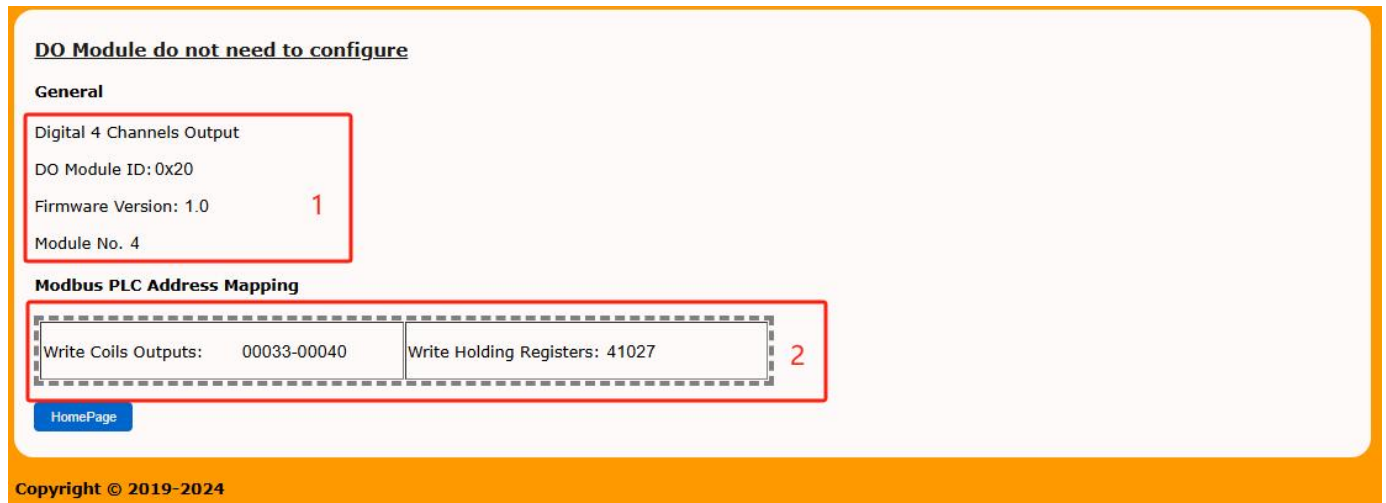 DO Module do not need to configure
General
Digital 4 Channels Output
DO Module ID: 0x20
Firmware Version: 1.0
1
Module No. 4
Modbus PLC Address Mapping
Write Coils Outputs: 00033-00040 Write Holding Registers: 41027 2
HomePage
Copyright © 2019-2024